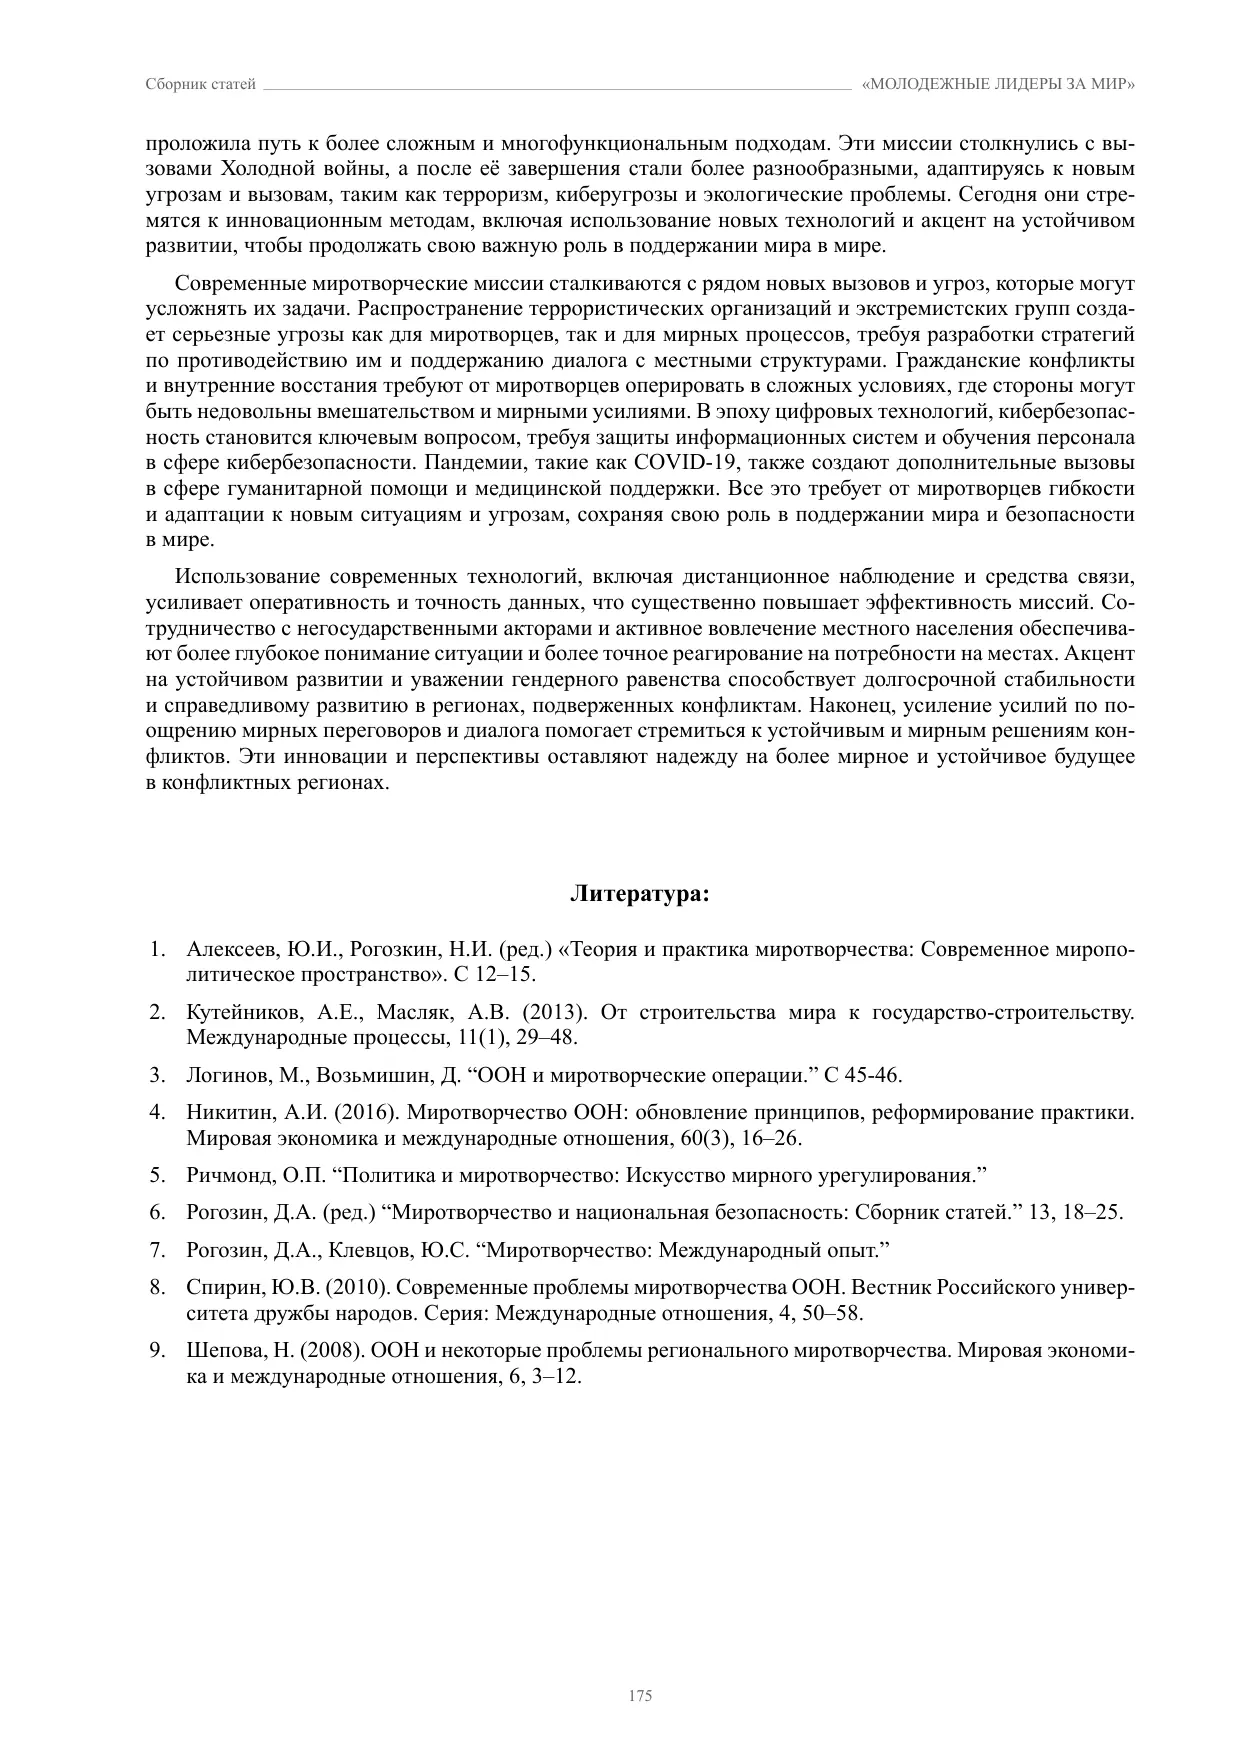 Сборник статей «МОЛОДЕЖНЫЕ ЛИДЕРЫ ЗА МИР»
проложила путь к более сложным и многофункциональным подходам. Эти миссии столкнулись с вы-
зовами Холодной войны, а после её завершения стали более разнообразными, адаптируясь к новым
угрозам и вызовам, таким как терроризм, киберугрозы и экологические проблемы. Сегодня они стре-
мятся к инновационным методам, включая использование новых технологий и акцент на устойчивом
развитии, чтобы продолжать свою важную роль в поддержании мира в мире.
Современные миротворческие миссии сталкиваются с рядом новых вызовов и угроз, которые могут
усложнять их задачи. Распространение террористических организаций и экстремистских групп созда-
ет серьезные угрозы как для миротворцев, так и для мирных процессов, требуя разработки стратегий
по противодействию им и поддержанию диалога с местными структурами. Гражданские конфликты
и внутренние восстания требуют от миротворцев оперировать в сложных условиях, где стороны могут
быть недовольны вмешательством и мирными усилиями. В эпоху цифровых технологий, кибербезопас-
ность становится ключевым вопросом, требуя защиты информационных систем и обучения персонала
в сфере кибербезопасности. Пандемии, такие как COVID-19, также создают дополнительные вызовы
в сфере гуманитарной помощи и медицинской поддержки. Все это требует от миротворцев гибкости
и адаптации к новым ситуациям и угрозам, сохраняя свою роль в поддержании мира и безопасности
в мире.
Использование современных технологий, включая дистанционное наблюдение и средства связи,
усиливает оперативность и точность данных, что существенно повышает эффективность миссий. Со-
трудничество с негосударственными акторами и активное вовлечение местного населения обеспечива-
ют более глубокое понимание ситуации и более точное реагирование на потребности на местах. Акцент
на устойчивом развитии и уважении гендерного равенства способствует долгосрочной стабильности
и справедливому развитию в регионах, подверженных конфликтам. Наконец, усиление усилий по по-
ощрению мирных переговоров и диалога помогает стремиться к устойчивым и мирным решениям кон-
фликтов. Эти инновации и перспективы оставляют надежду на более мирное и устойчивое будущее
в конфликтных регионах.
Литература:
1. Алексеев, Ю.И., Рогозкин, Н.И. (ред.) «Теория и практика миротворчества: Современное миропо-
литическое пространство». С 12–15.
2. Кутейников, А.Е., Масляк, А.В. (2013). От строительства мира к государство-строительству.
Международные процессы, 11(1), 29–48.
3. Логинов, М., Возьмишин, Д. “ООН и миротворческие операции.” С 45-46.
4. Никитин, А.И. (2016). Миротворчество ООН: обновление принципов, реформирование практики.
Мировая экономика и международные отношения, 60(3), 16–26.
5. Ричмонд, О.П. “Политика и миротворчество: Искусство мирного урегулирования.”
6. Рогозин, Д.А. (ред.) “Миротворчество и национальная безопасность: Сборник статей.” 13, 18–25.
7. Рогозин, Д.А., Клевцов, Ю.С. “Миротворчество: Международный опыт.”
8. Спирин, Ю.В. (2010). Современные проблемы миротворчества ООН. Вестник Российского универ-
ситета дружбы народов. Серия: Международные отношения, 4, 50–58.
9. Шепова, Н. (2008). ООН и некоторые проблемы регионального миротворчества. Мировая экономи-
ка и международные отношения, 6, 3–12.
175